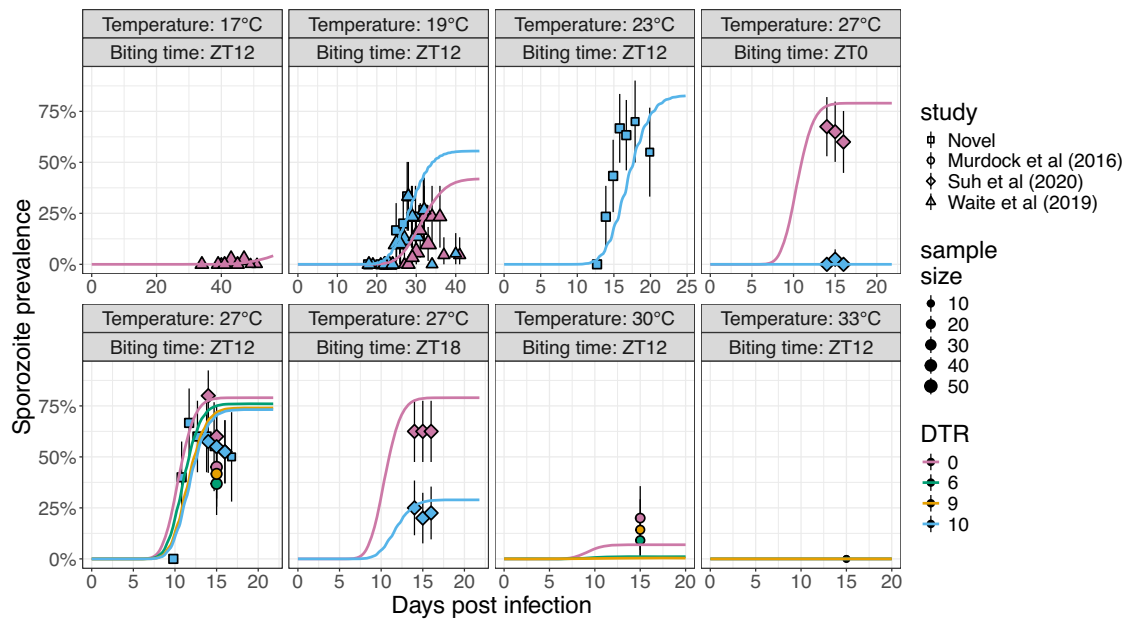 Temperature: 17°C
Temperature: 19°C
Temperature: 23°C
Temperature: 27°C
Biting time: ZT12
Biting time: ZT12
Biting time: ZT12
Biting time: ZT0
75%
50%
25%
0%
0 10 20 30 40 50
0 10 20 30 40
0 5 10 15 20 25
0 5 10 15 20
Temperature: 27°C
Temperature: 27°C
Temperature: 30°C
Temperature: 33°C
Biting time: ZT12
Biting time: ZT18
Biting time: ZT12
Biting time: ZT12
75%
50%
25%
0%
0 5 10 15 20
0 5 10 15 20
0 5 10 15 20
0 5 10 15 20
Sporozoite prevalence
Days post infection
study
Novel
Murdock et al (2016)
Suh et al (2020)
Waite et al (2019)
sample
size
10
20
30
40
50
DTR
0
6
9
10